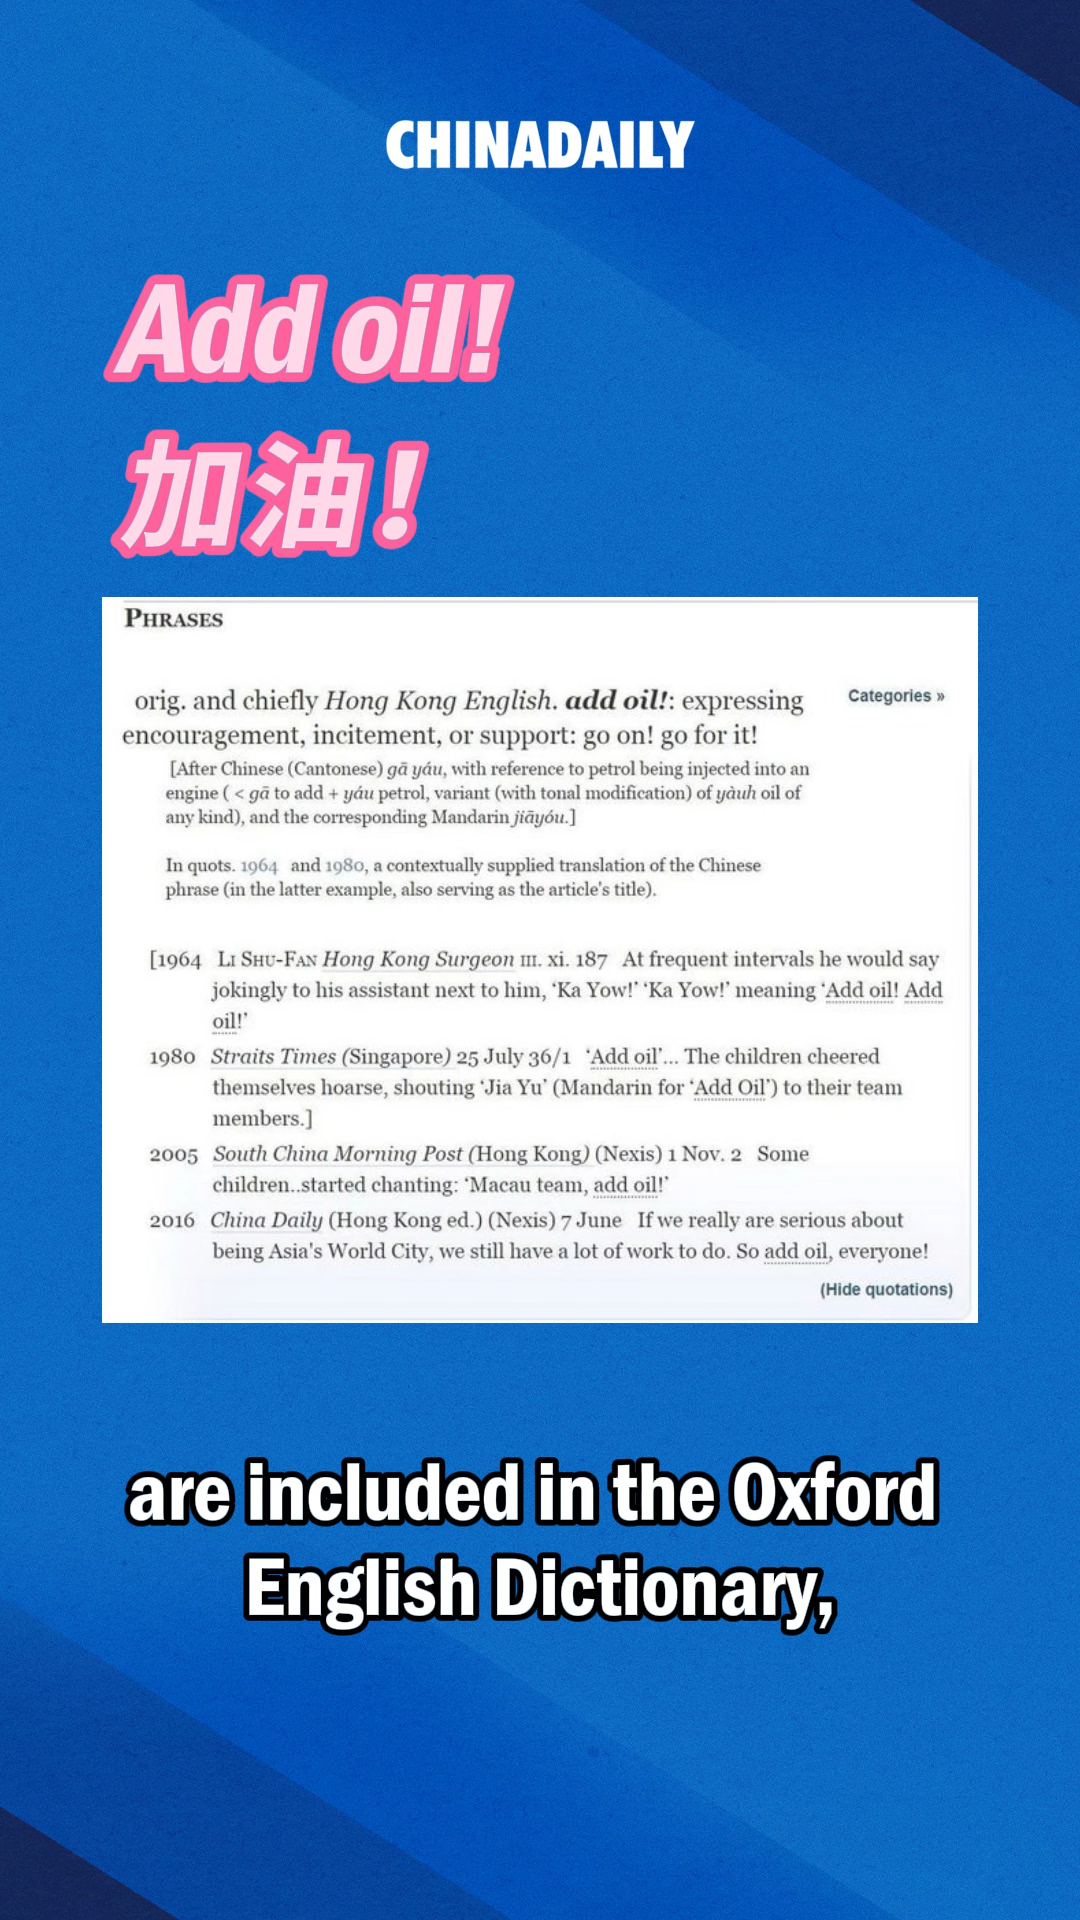 CHINADAILY
Add oil!
加油!
PHRASES
orig. and chiefly Hong Kong English. add oil!: expressing
Categories »
encouragement, incitement, or support: go on! go for it!
[After Chinese (Cantonese) gā yáu, with reference to petrol being injected into an
engine ( < gā to add + yáu petrol, variant (with tonal modification) of yàuh oil of
any kind), and the corresponding Mandarin jiāyóu.]
In quots. 1964 and 1980, a contextually supplied translation of the Chinese
phrase (in the latter example, also serving as the article's title).
[1964 LI SHU-FAN Hong Kong Surgeon III. xi. 187 At frequent intervals he would say
jokingly to his assistant next to him, ‘Ka Yow!’ ‘Ka Yow!’ meaning ‘Add oil! Add
oil!’
1980 Straits Times (Singapore) 25 July 36/1 ‘Add oil’... The children cheered
themselves hoarse, shouting ‘Jia Yu’ (Mandarin for ‘Add Oil’) to their team
members.]
2005 South China Morning Post (Hong Kong) (Nexis) 1 Nov. 2 Some
children..started chanting: ‘Macau team, add oil!’
2016 China Daily (Hong Kong ed.) (Nexis) 7 June If we really are serious about
being Asia's World City, we still have a lot of work to do. So add oil, everyone!
(Hide quotations)
are included in the Oxford
English Dictionary,